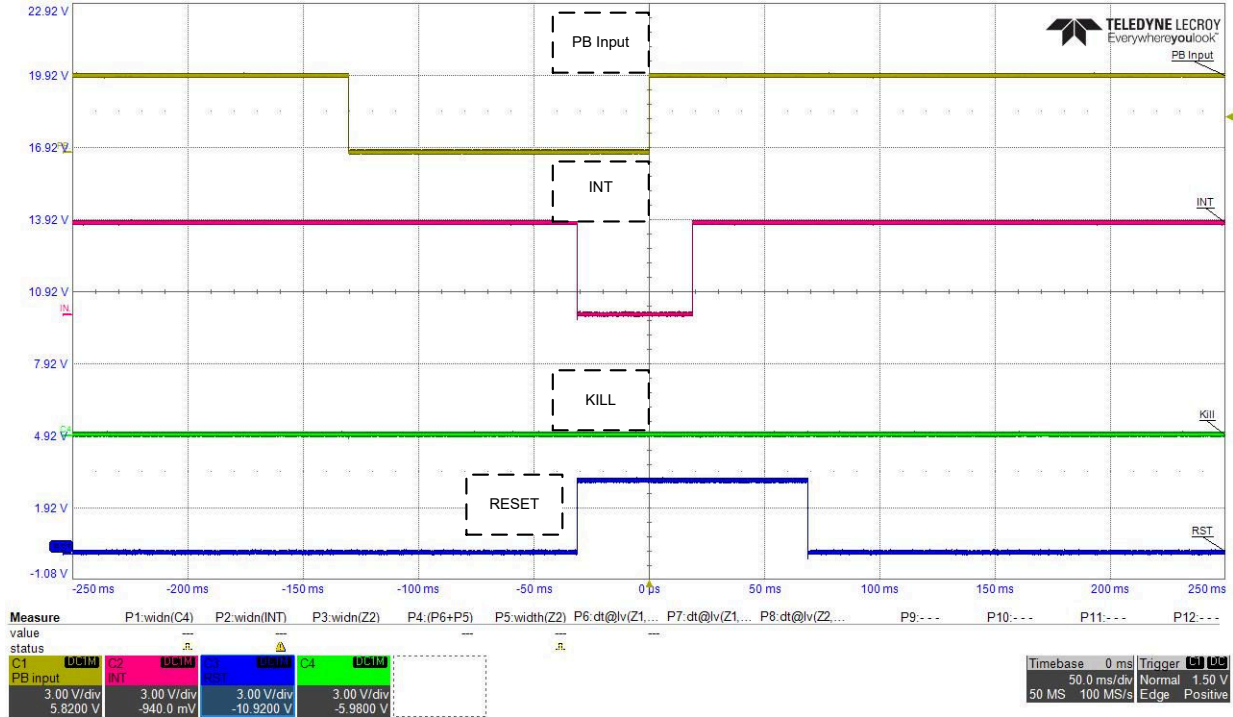 22.92 V
PB Input
TELEDYNE LECROY
Everywhereyoulook
PB Input
19.92 V
16.92 V
INT
INT
13.92 V
10.92 V
IN
7.92 V
KILL
Kill
C4
4.92 V
RESET
1.92 V
RST
-1.08 V
-250 ms -200 ms -150 ms -100 ms -50 ms 0 ms 50 ms 100 ms 150 ms 200 ms 250 ms
Measure P1:widn(C4) P2:widn(INT) P3:widn(Z2) P4:(P6+P5) P5:width(Z2) P6:dt@lv(Z1,... P7:dt@lv(Z1,... P8:dt@lv(Z2,... P9:--- P10:--- P11:--- P12:---
value --- --- --- --- ---
status
C1 DC1M C2 DC1M C3 DC1M C4 DC1M
PB input INT RST
3.00 V/div 3.00 V/div 3.00 V/div 3.00 V/div
5.8200 V -940.0 mV -10.9200 V -5.9800 V
Timebase 0 ms Trigger C1 DC
50.0 ms/div Normal 1.50 V
50 MS 100 MS/s Edge Positive